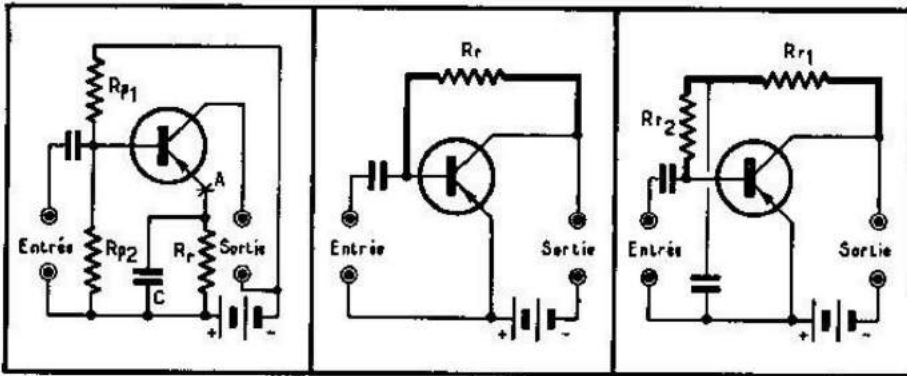 Rp1
A
Entrée
Rp2
Rr
Sortie
C
+
-
Rr
Entrée
Sortie
+
-
Rr1
Rr2
Entrée
Sortie
+
-